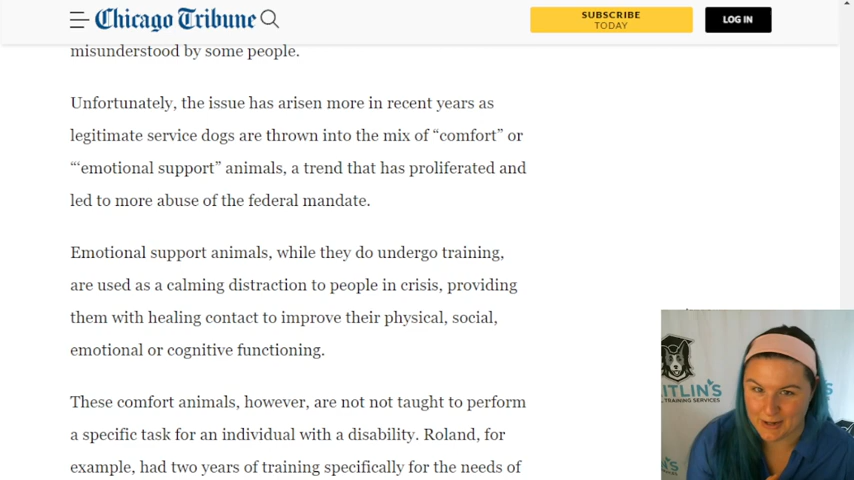 Chicago Tribune
SUBSCRIBE
TODAY
LOG IN
misunderstood by some people.
Unfortunately, the issue has arisen more in recent years as
legitimate service dogs are thrown into the mix of “comfort” or
“‘emotional support” animals, a trend that has proliferated and
led to more abuse of the federal mandate.
Emotional support animals, while they do undergo training,
are used as a calming distraction to people in crisis, providing
them with healing contact to improve their physical, social,
emotional or cognitive functioning.
These comfort animals, however, are not not taught to perform
a specific task for an individual with a disability. Roland, for
example, had two years of training specifically for the needs of
AITLIN'S
TRAINING SERVICES